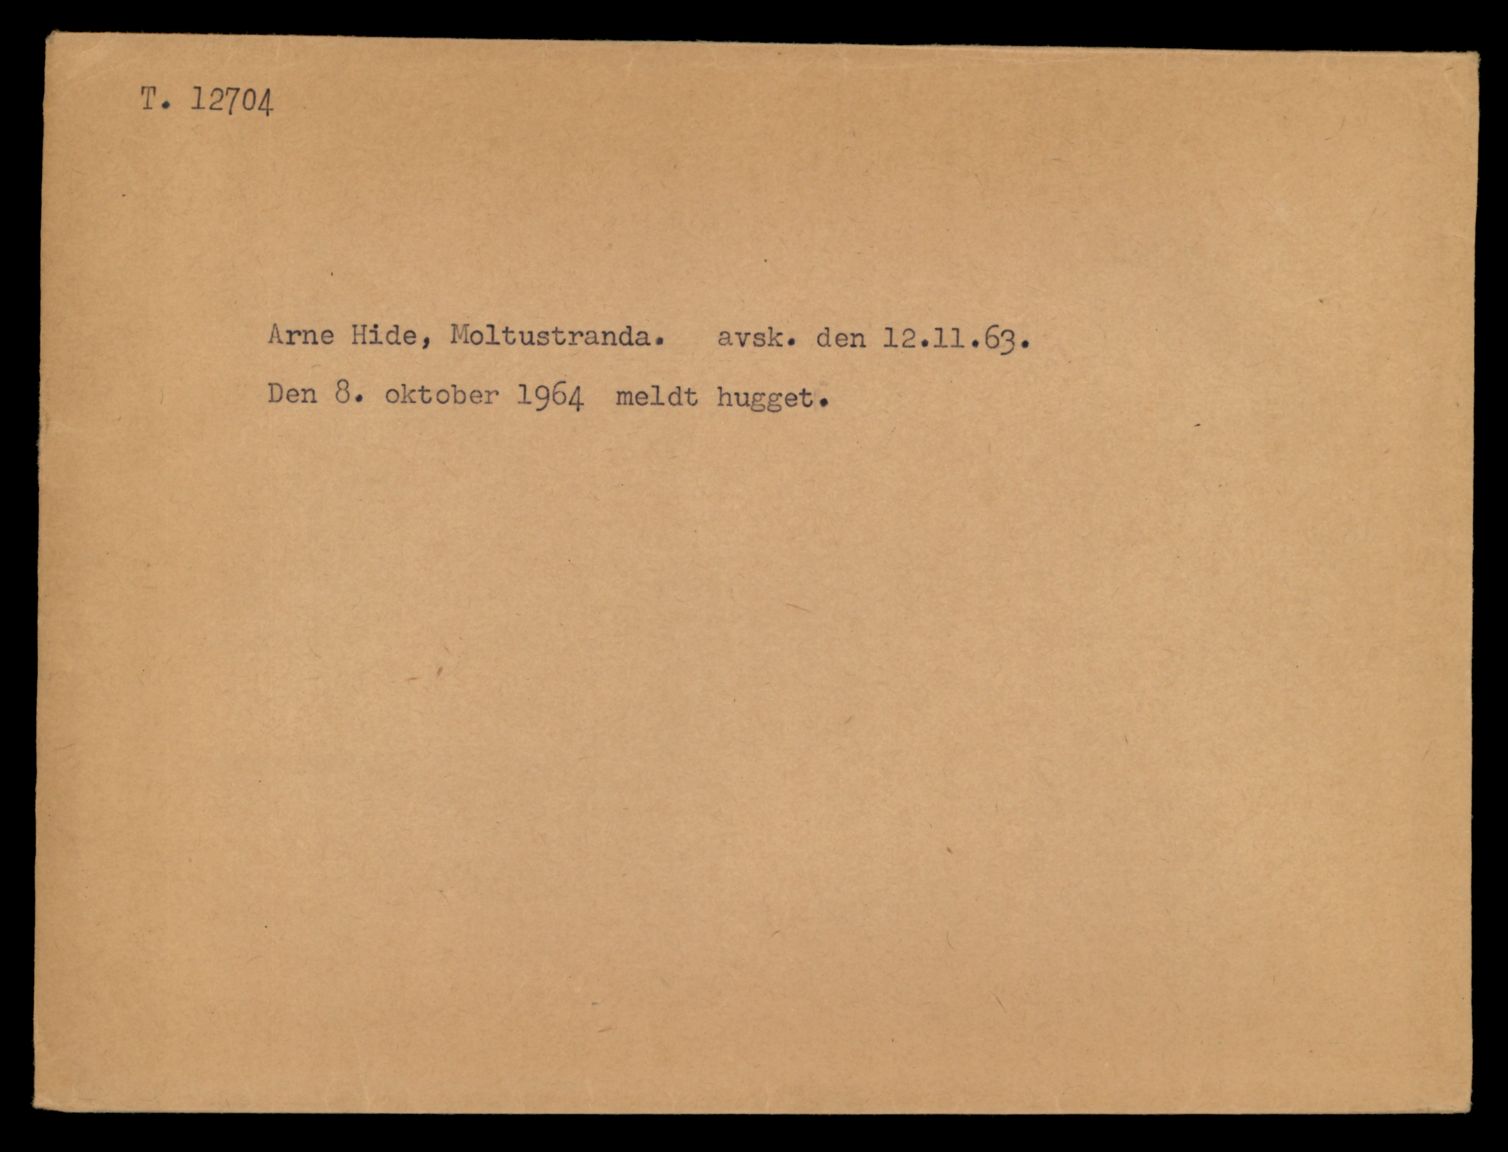 T. 12704
Arne Hide, Moltustranda. avsk. den 12.11.63.
Den 8. oktober 1964 meldt hugget.